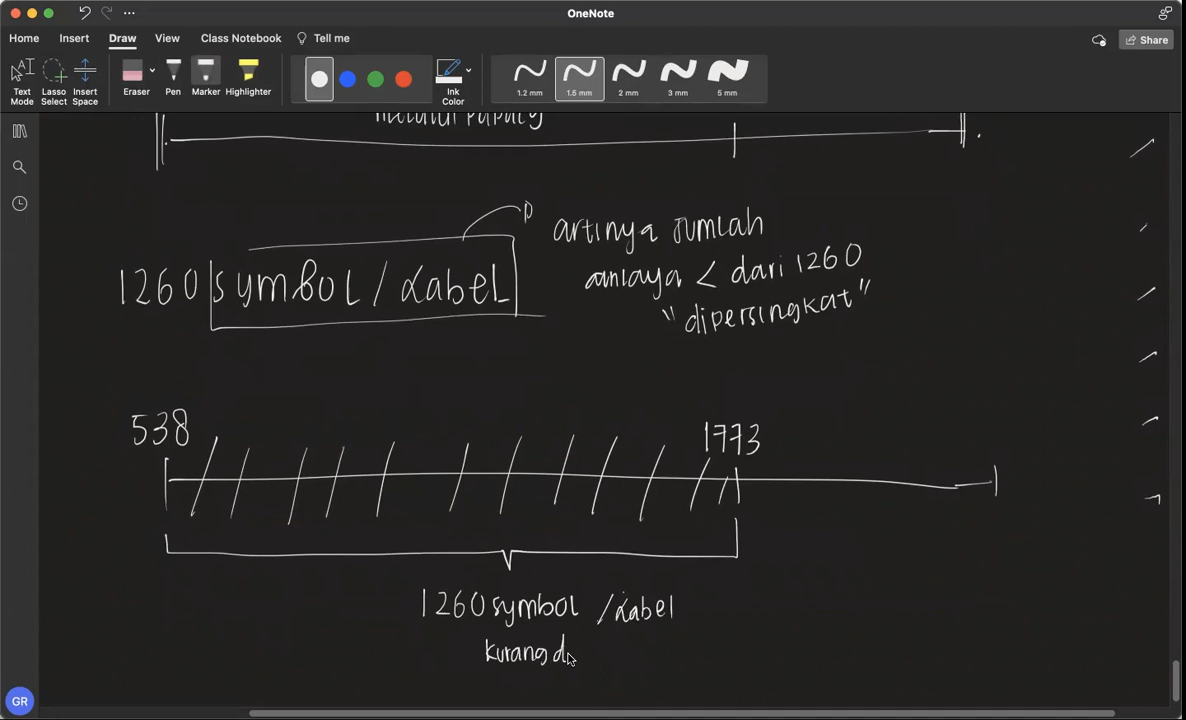 OneNote
Home Insert Draw View Class Notebook Tell me
Share
Text Mode
Lasso Select
Insert Space
Eraser
Pen
Marker
Highlighter
Ink Color
1.2 mm
1.6 mm
2 mm
3 mm
5 mm
artinya jumlah
1260 symbol / Label
< dari 1260
"dipersingkat"
538
1773
1260 symbol / Label
kurang d
GR